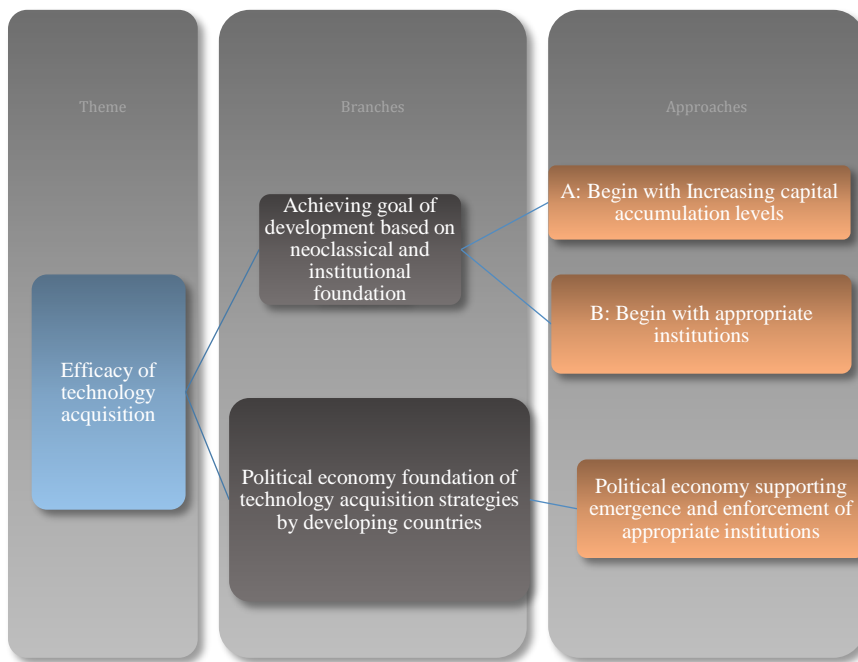 Theme
Branches
Approaches
Efficacy of
technology
acquisition
Achieving goal of
development based on
neoclassical and
institutional
foundation
Political economy foundation of
technology acquisition strategies
by developing countries
A: Begin with Increasing capital
accumulation levels
B: Begin with appropriate
institutions
Political economy supporting
emergence and enforcement of
appropriate institutions